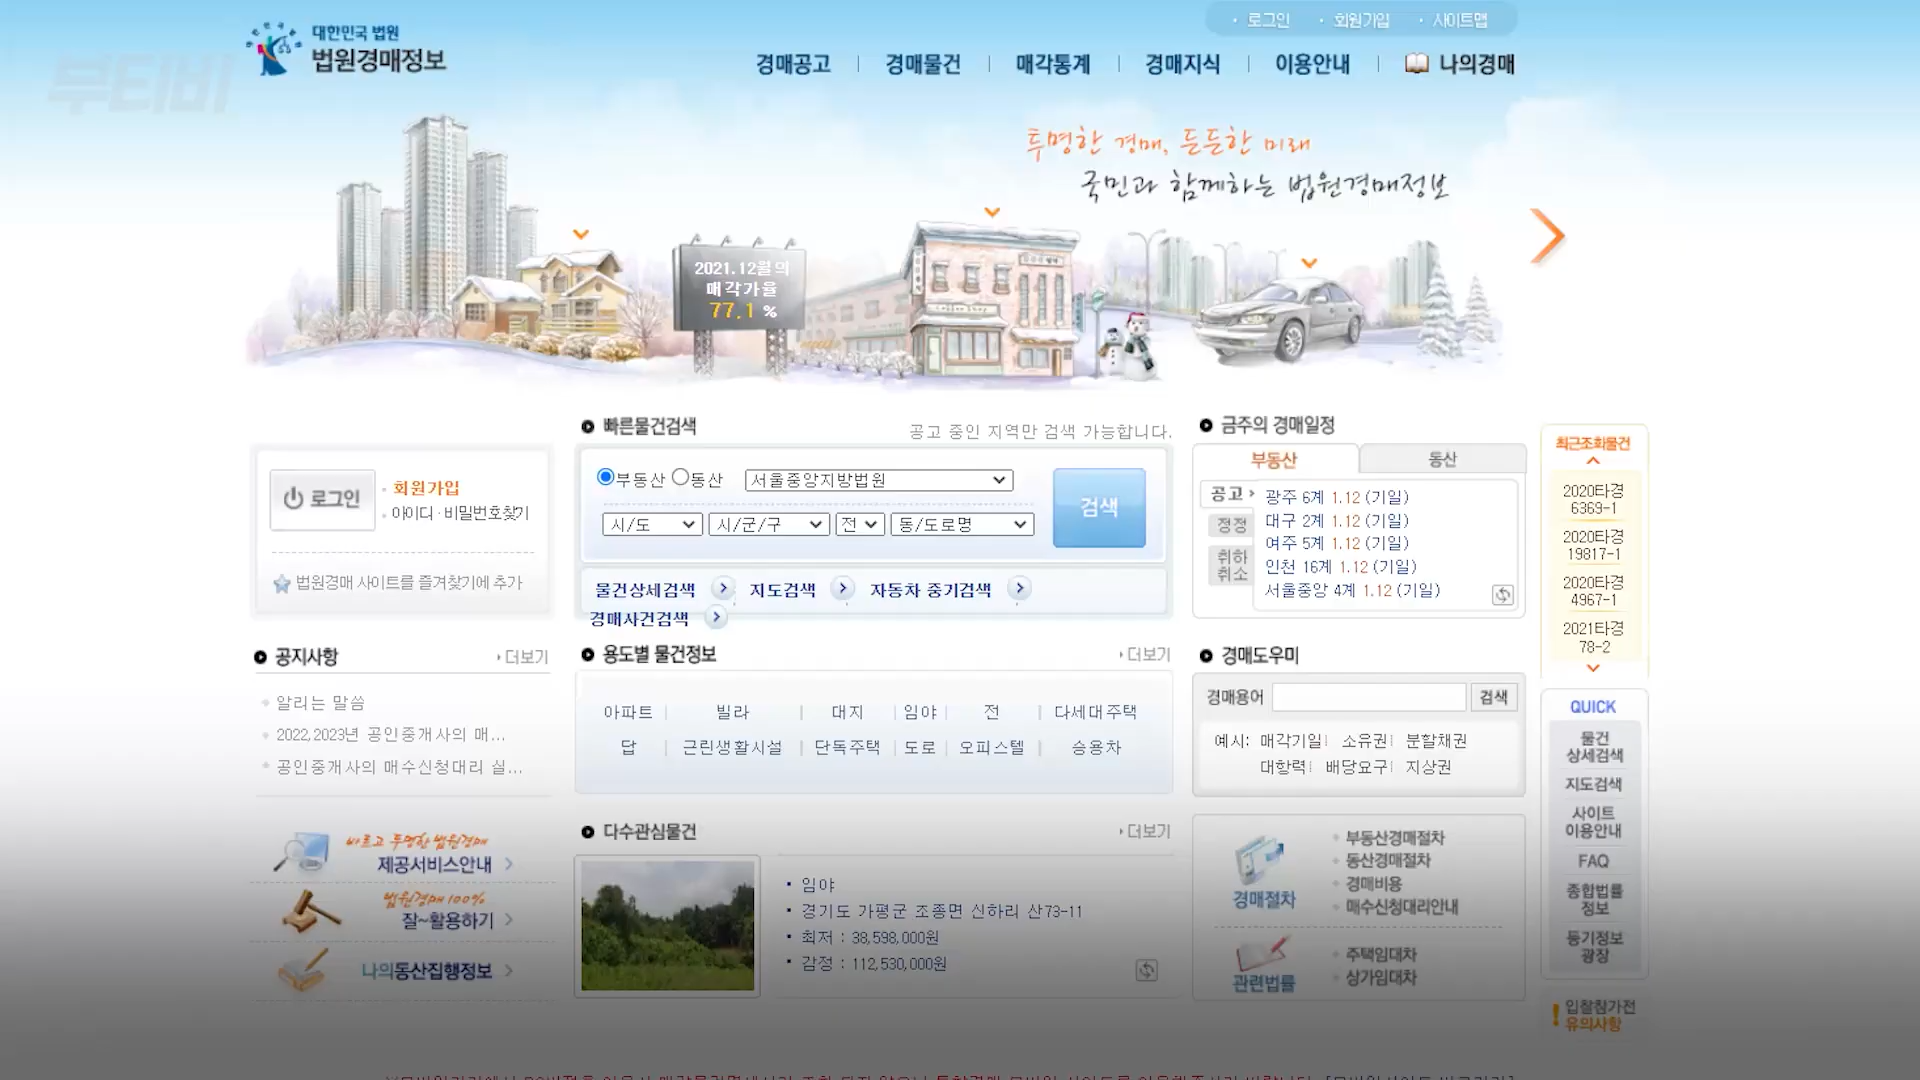 로그인
회원가입
사이트맵
부티비
대한민국 법원
법원경매정보
경매공고
경매물건
매각통계
경매지식
이용안내
나의경매
투명한 경매, 든든한 미래
국민과 함께하는 법원경매정보
2021.12월의
매각가율
77.1 %
로그인
회원가입
아이디·비밀번호찾기
법원경매 사이트를 즐겨찾기에 추가
빠른물건검색
공고 중인 지역만 검색 가능합니다.
부동산 동산 서울중앙지방법원
시/도 시/군/구 전 동/도로명
검색
물건상세검색 지도검색 자동차 중기검색
경매사건검색
금주의 경매일정
부동산 동산
공고
정정
취하
취소
광주 6계 1.12 (기일)
대구 2계 1.12 (기일)
여주 5계 1.12 (기일)
인천 16계 1.12 (기일)
서울중앙 4계 1.12 (기일)
최근조회물건
2020타경
6369-1
2020타경
19817-1
2020타경
4967-1
2021타경
78-2
공지사항 더보기
알리는 말씀
2022,2023년 공인중개사의 매...
공인중개사의 매수신청대리 실...
용도별 물건정보 더보기
아파트 | 빌라 | 대지 | 임야 | 전 | 다세대주택
답 | 근린생활시설 | 단독주택 | 도로 | 오피스텔 | 승용차
경매도우미
경매용어 검색
예시: 매각기일| 소유권| 분할채권
대항력| 배당요구| 지상권
QUICK
물건
상세검색
지도검색
사이트
이용안내
FAQ
종합법률
정보
등기정보
광장
입찰참가전
유의사항
바르고 투명한 법원경매
제공서비스안내
법원경매 100%
잘~활용하기
나의동산집행정보
다수관심물건 더보기
임야
경기도 가평군 조종면 신하리 산73-11
최저 : 38,598,000원
감정 : 112,530,000원
경매절차
부동산경매절차
동산경매절차
경매비용
매수신청대리안내
관련법률
주택임대차
상가임대차